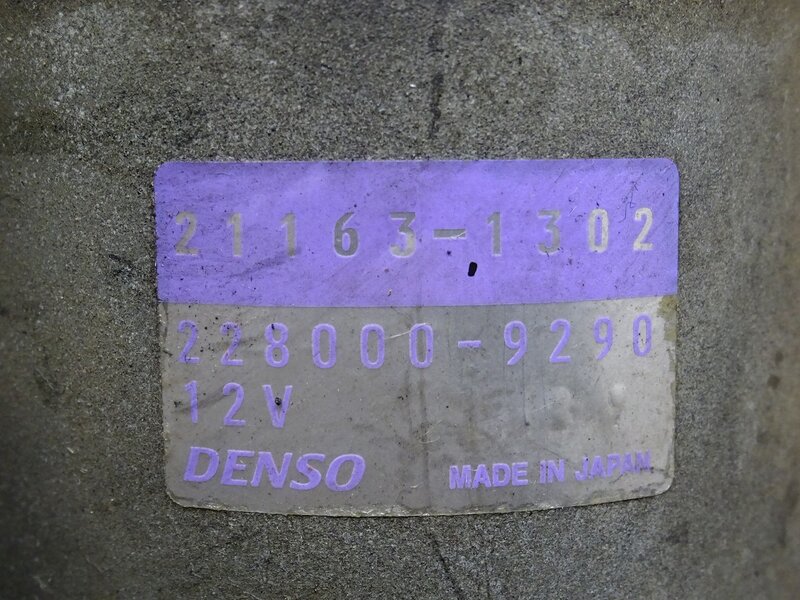 21163-1302
228000-9290
12V
DENSO MADE IN JAPAN